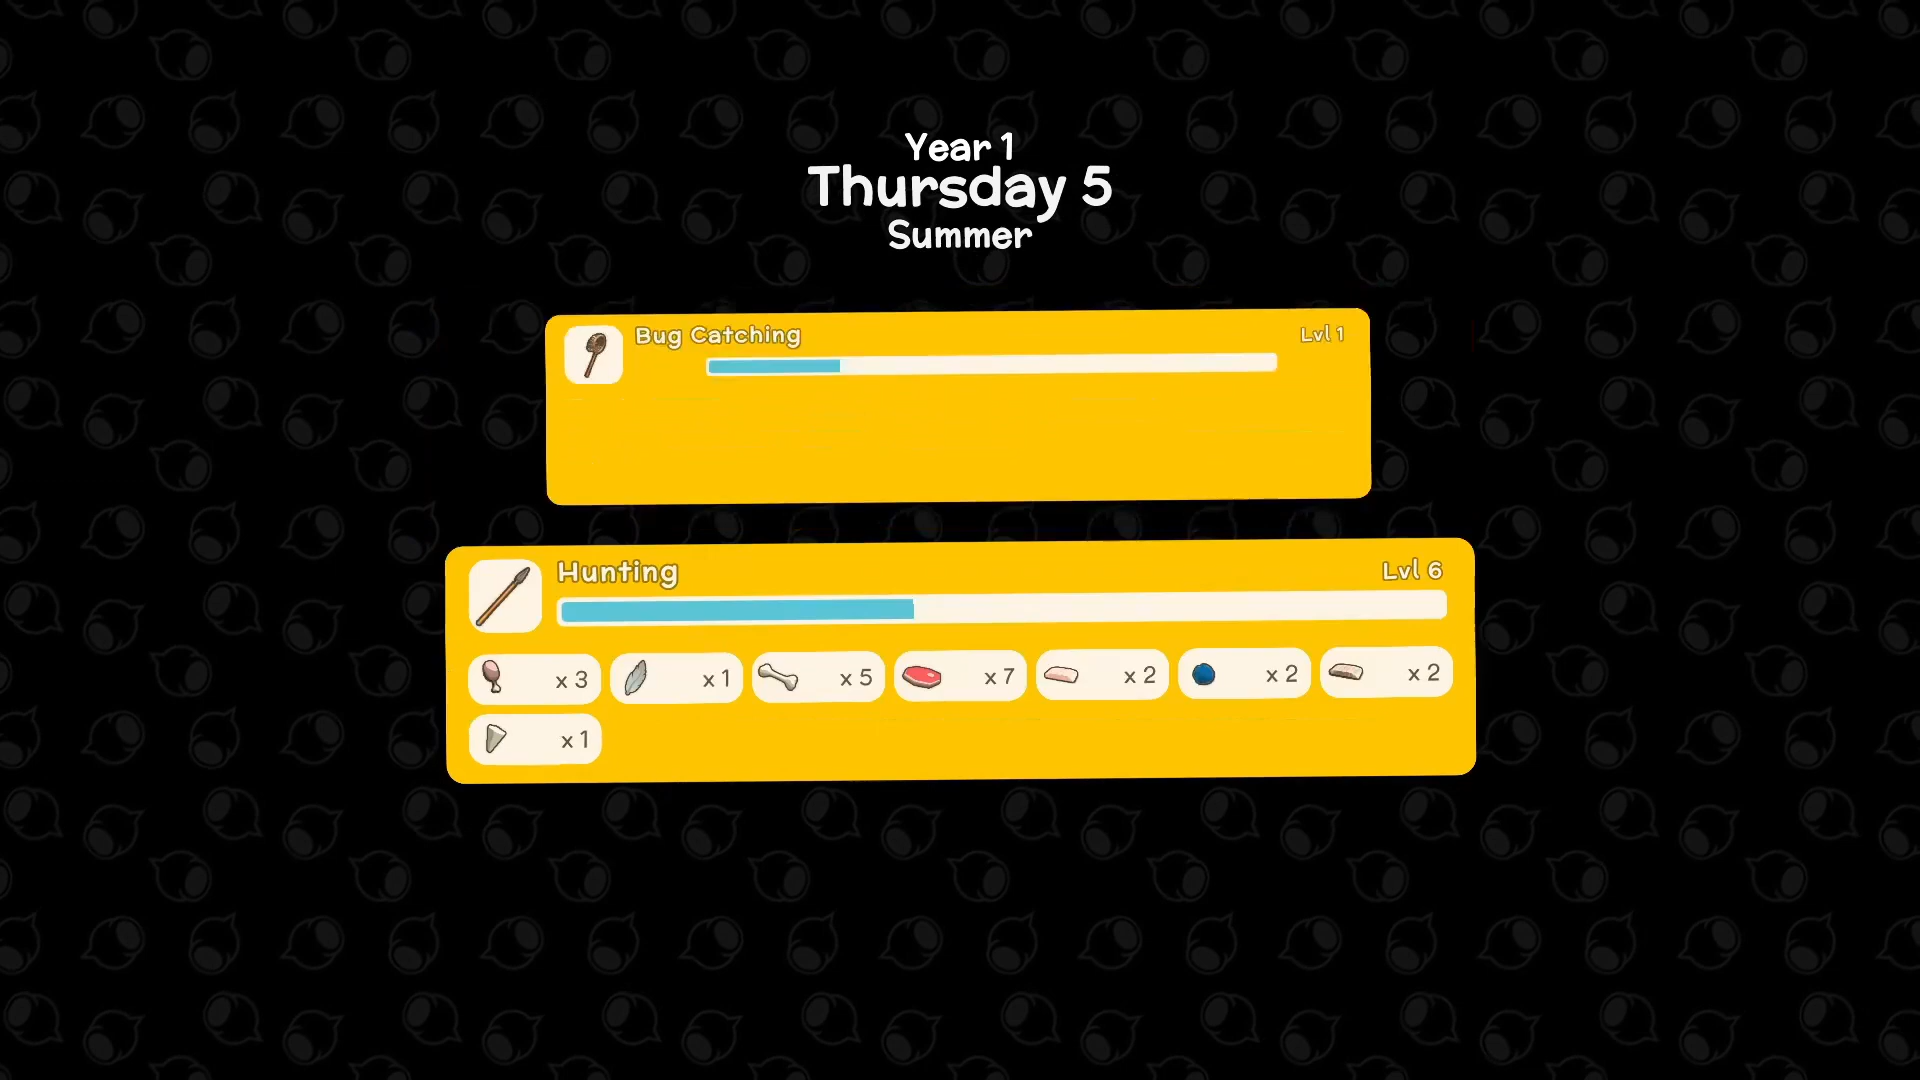 Year 1
Thursday 5
Summer
Bug Catching
Lvl 1
Hunting
Lvl 6
x 3
x 1
x 5
x 7
x 2
x 2
x 2
x 1